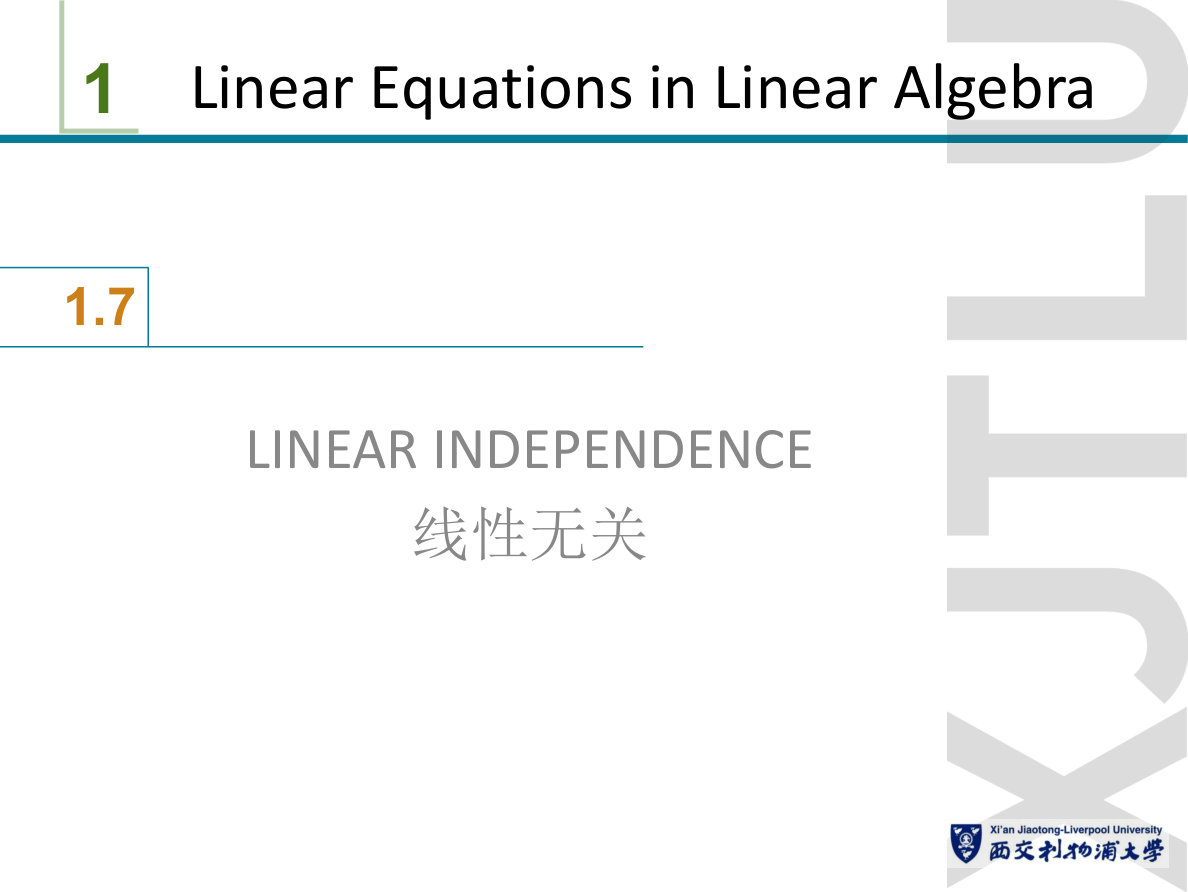 1 Linear Equations in Linear Algebra
1.7
LINEAR INDEPENDENCE
线性无关
XJTLU
Xi'an Jiaotong-Liverpool University
西交利物浦大学